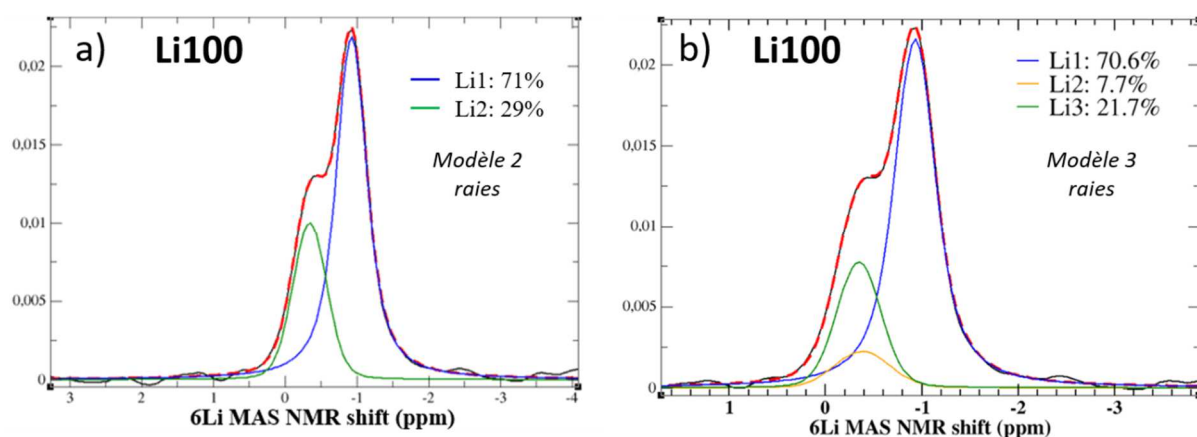 a) Li100
Li1: 71%
Li2: 29%
Modèle 2
raies
0,02
0,015
0,01
0,005
0
3 2 1 0 -1 -2 -3 -4
6Li MAS NMR shift (ppm)
b) Li100
Li1: 70.6%
Li2: 7.7%
Li3: 21.7%
Modèle 3
raies
0,02
0,015
0,01
0,005
0
1 0 -1 -2 -3
6Li MAS NMR shift (ppm)